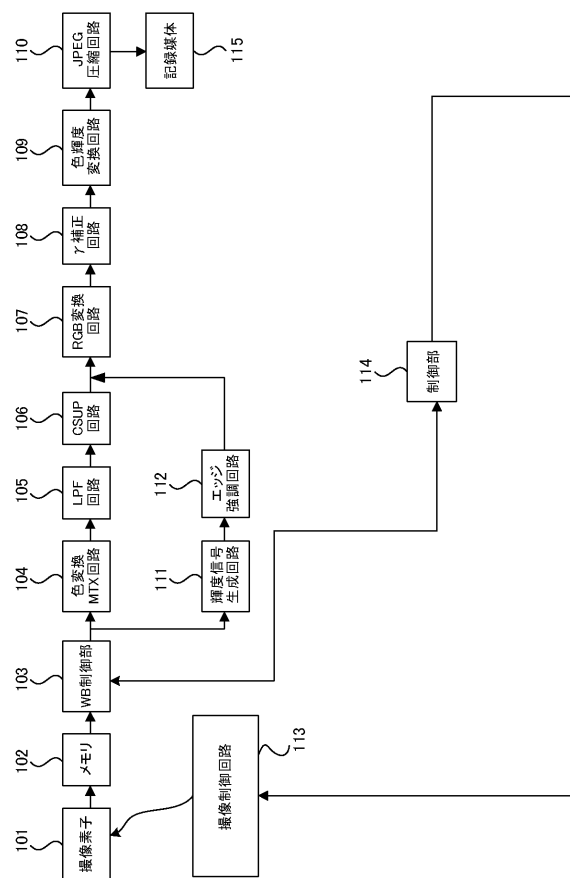 101
撮像素子
102
メモリ
103
WB制御部
104
色変換
MTX回路
105
LPF
回路
106
CSUP
回路
107
RGB変換
回路
108
γ補正
回路
109
色輝度
変換回路
110
JPEG
圧縮回路
記録媒体
115
111
輝度信号
生成回路
112
エッジ
強調回路
撮像制御回路
113
114
制御部